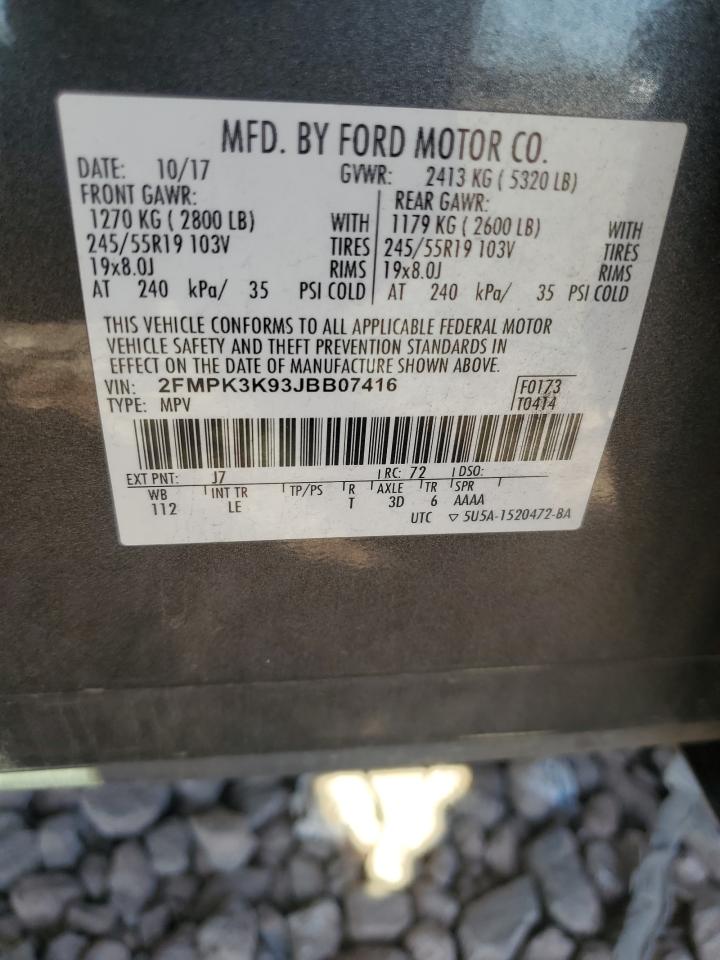 MFD. BY FORD MOTOR CO.
DATE: 10/17 GVWR: 2413 KG ( 5320 LB)
FRONT GAWR: REAR GAWR:
1270 KG ( 2800 LB) WITH 1179 KG ( 2600 LB) WITH
245/55R19 103V TIRES 245/55R19 103V TIRES
19x8.0J RIMS 19x8.0J RIMS
AT 240 kPa/ 35 PSI COLD AT 240 kPa/ 35 PSI COLD
THIS VEHICLE CONFORMS TO ALL APPLICABLE FEDERAL MOTOR
VEHICLE SAFETY AND THEFT PREVENTION STANDARDS IN
EFFECT ON THE DATE OF MANUFACTURE SHOWN ABOVE.
VIN: 2FMPK3K93JBB07416 F0173
TYPE: MPV T0414
EXT PNT: J7 RC: 72 DSO:
WB INT TR TP/PS R AXLE TR SPR
112 LE T 3D 6 AAAA
UTC ▽ 5U5A-1520472-BA